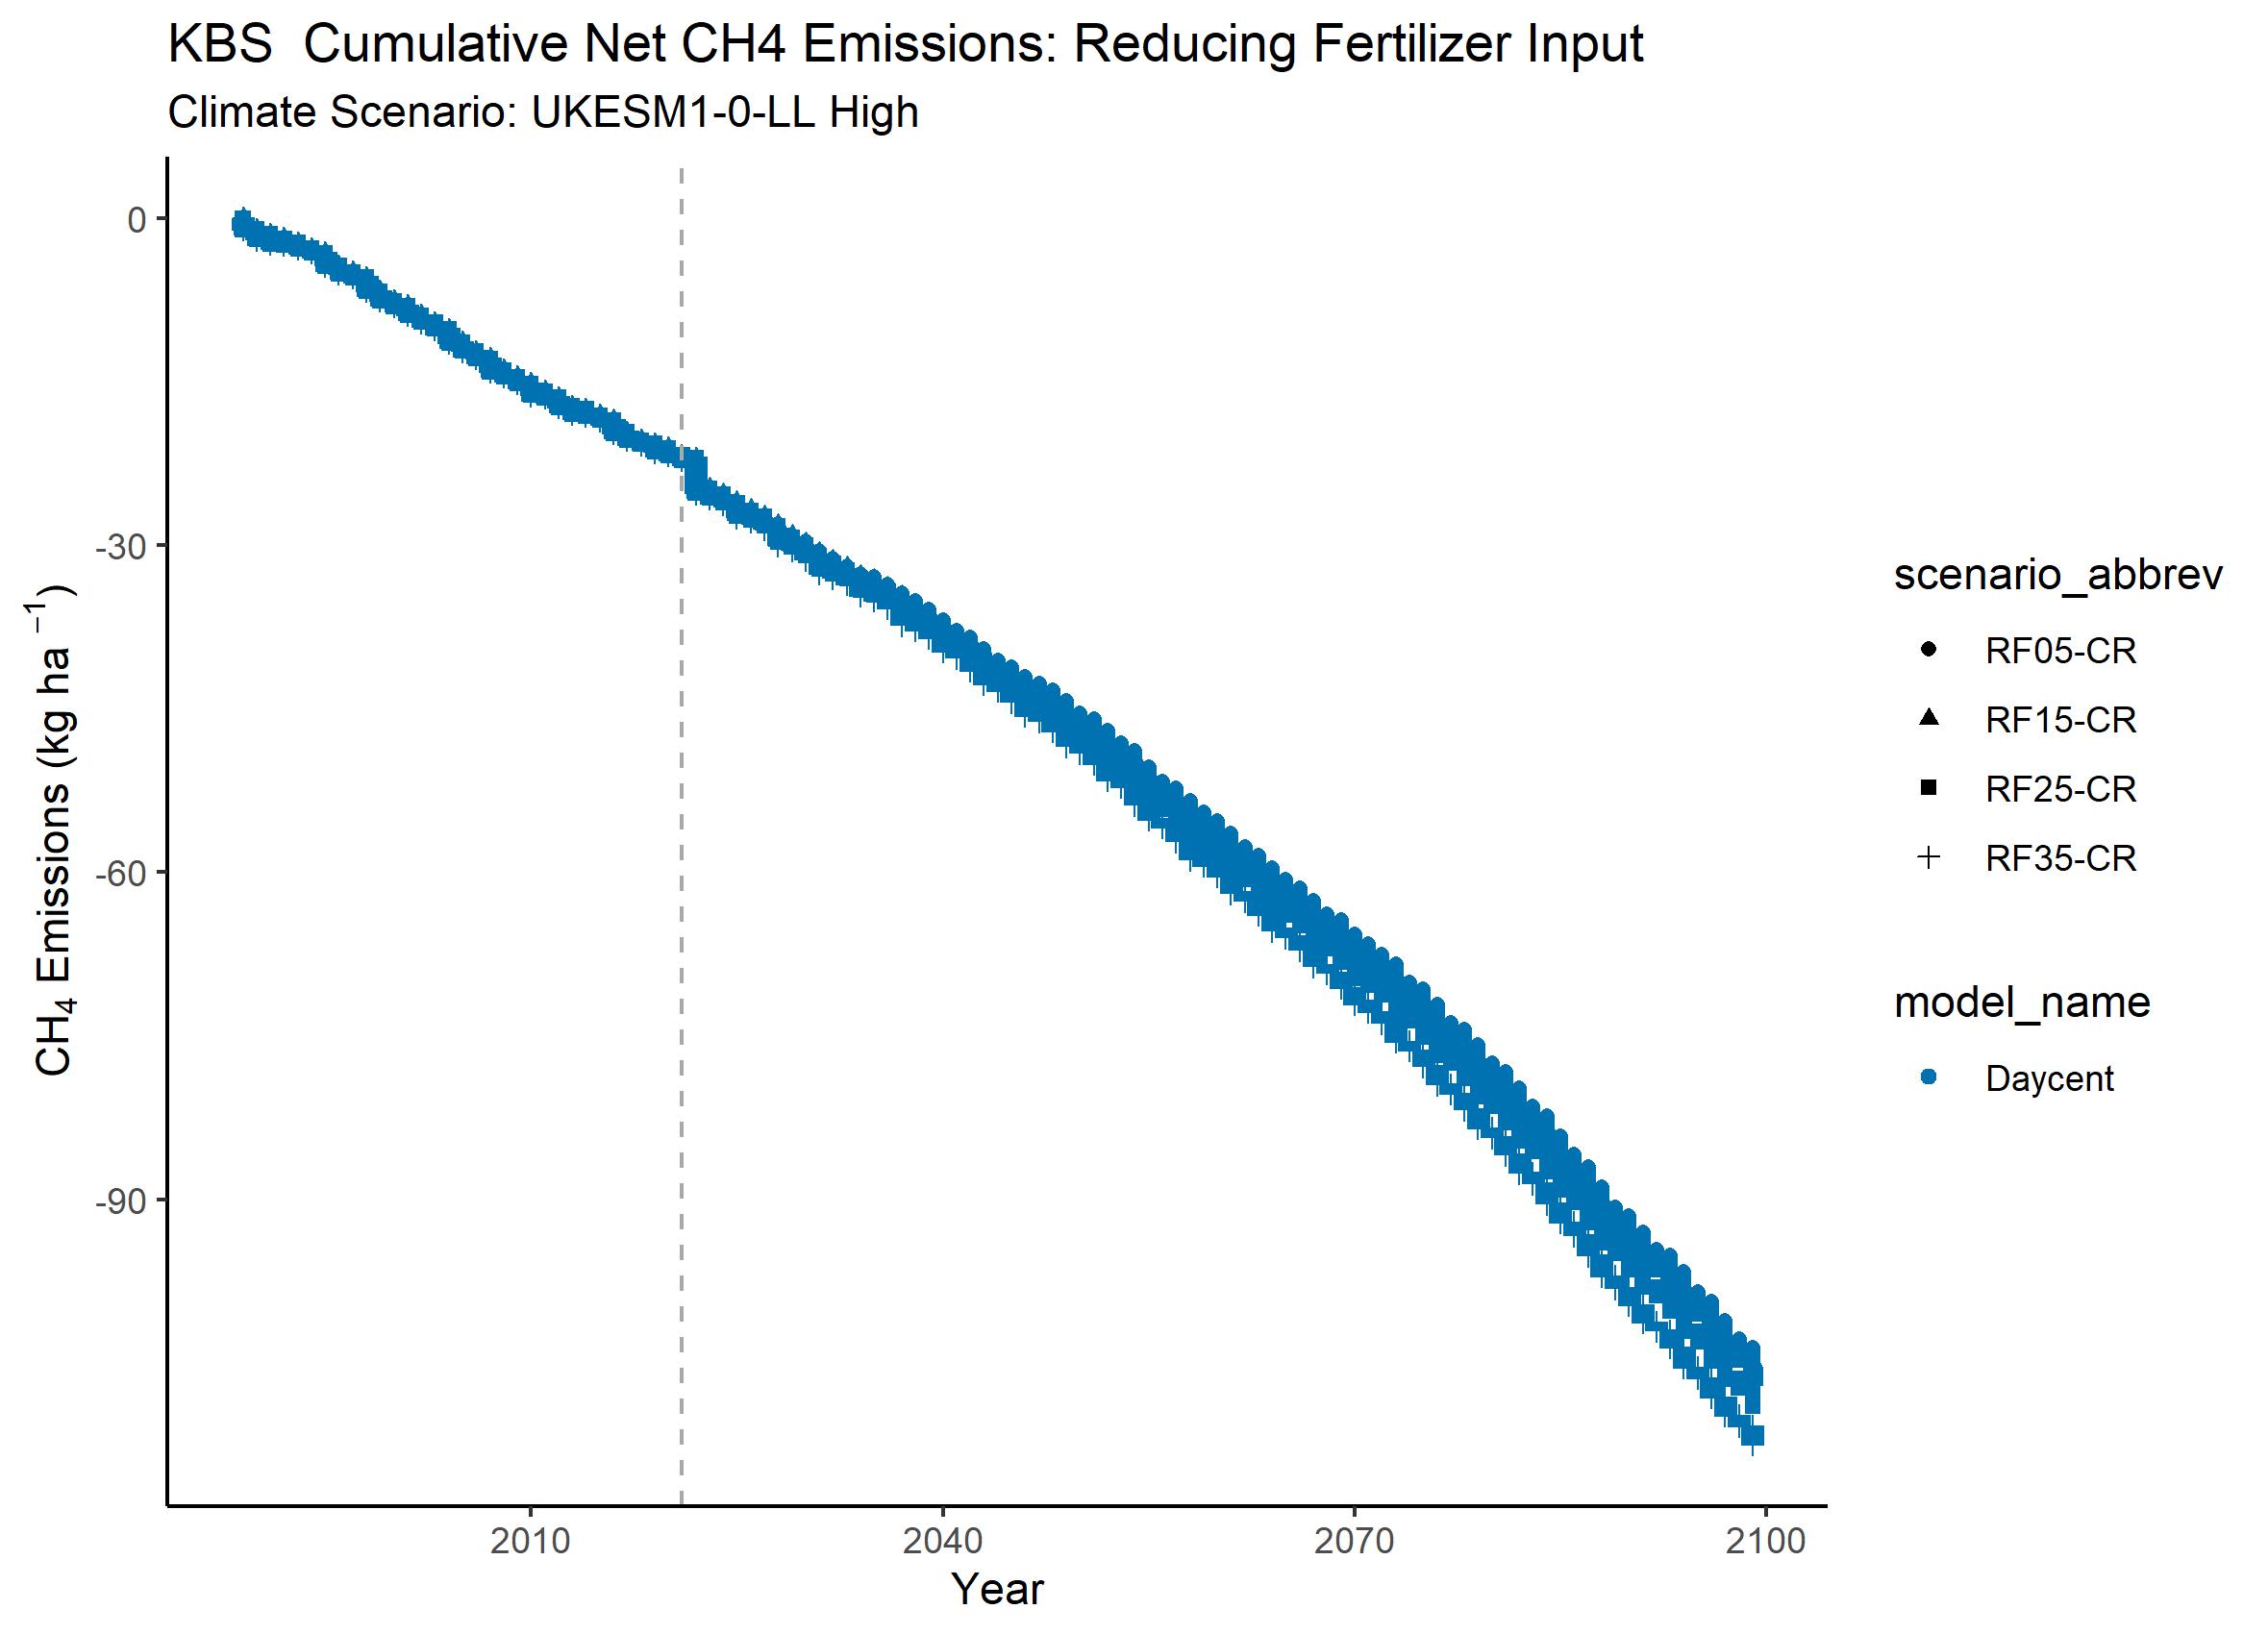 KBS  Cumulative Net CH4 Emissions: Reducing Fertilizer Input
Climate Scenario: UKESM1-0-LL High
CH₄ Emissions (kg ha ⁻¹)
0
-30
-60
-90
2010
2040
2070
2100
Year
scenario_abbrev
RF05-CR
RF15-CR
RF25-CR
RF35-CR
model_name
Daycent